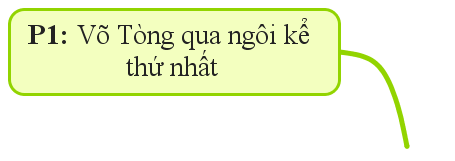 P1: Võ Tòng qua ngôi kể
thứ nhất